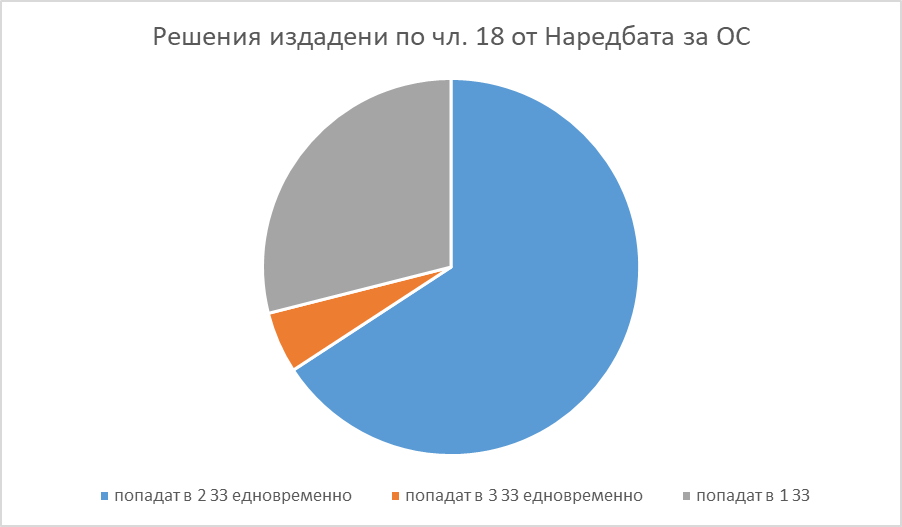 Решения издадени по чл. 18 от Наредбата за ОС
попадат в 2 ЗЗ едновременно
попадат в 3 ЗЗ едновременно
попадат в 1 ЗЗ